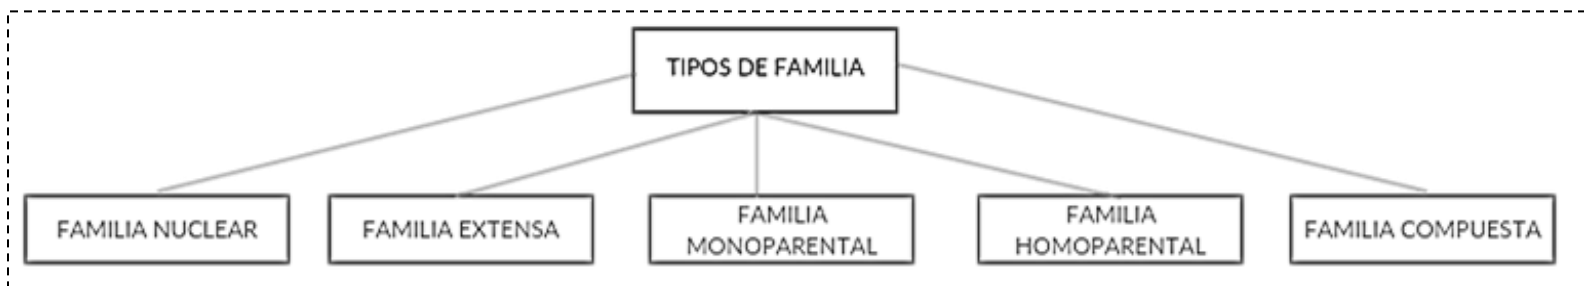 TIPOS DE FAMILIA
FAMILIA NUCLEAR
FAMILIA EXTENSA
FAMILIA
MONOPARENTAL
FAMILIA
HOMOPARENTAL
FAMILIA COMPUESTA